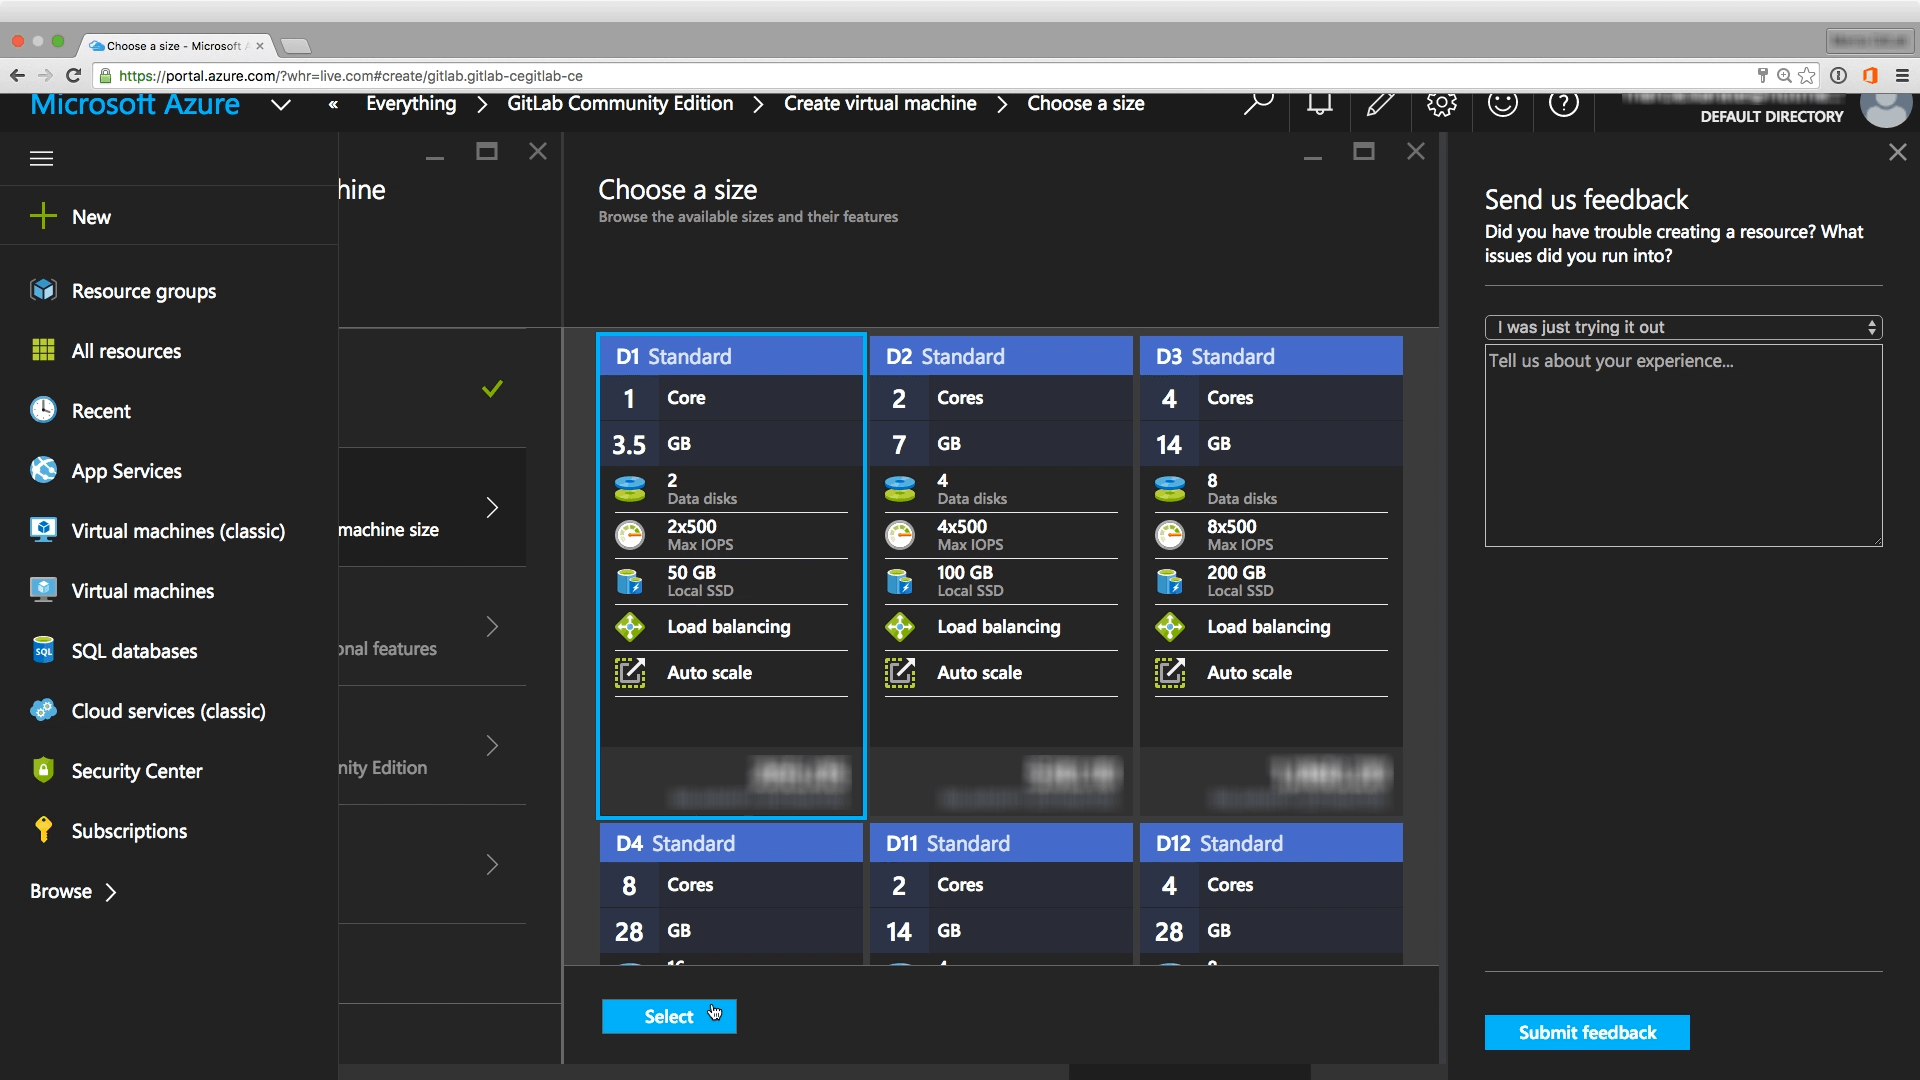 Choose a size - Microsoft A
https://portal.azure.com/?whr=live.com#create/gitlab.gitlab-cegitlab-ce
Microsoft Azure
« Everything > GitLab Community Edition > Create virtual machine > Choose a size
DEFAULT DIRECTORY
New
Resource groups
All resources
Recent
App Services
Virtual machines (classic)
Virtual machines
SQL databases
Cloud services (classic)
Security Center
Subscriptions
Browse >
hine
machine size
onal features
nity Edition
Choose a size
Browse the available sizes and their features
D1 Standard
1 Core
3.5 GB
2
Data disks
2x500
Max IOPS
50 GB
Local SSD
Load balancing
Auto scale
D2 Standard
2 Cores
7 GB
4
Data disks
4x500
Max IOPS
100 GB
Local SSD
Load balancing
Auto scale
D3 Standard
4 Cores
14 GB
8
Data disks
8x500
Max IOPS
200 GB
Local SSD
Load balancing
Auto scale
D4 Standard
8 Cores
28 GB
16
D11 Standard
2 Cores
14 GB
4
D12 Standard
4 Cores
28 GB
8
Select
Send us feedback
Did you have trouble creating a resource? What
issues did you run into?
I was just trying it out
Tell us about your experience...
Submit feedback